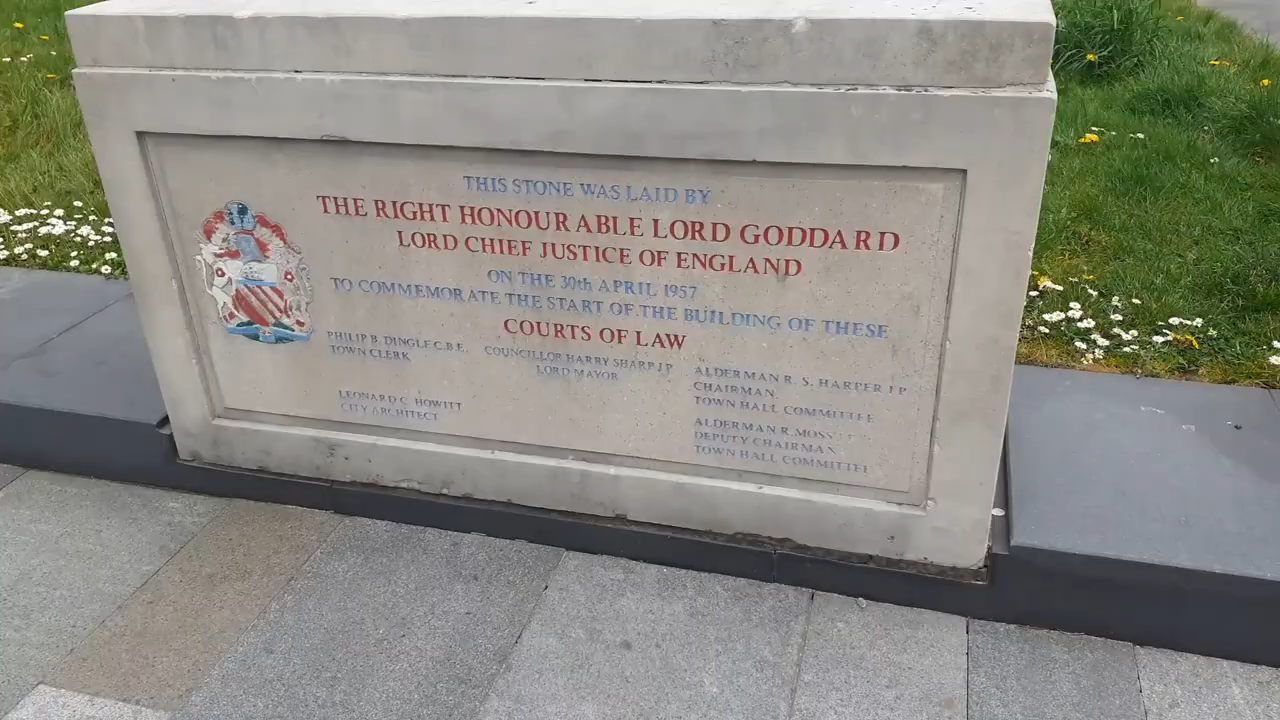 THIS STONE WAS LAID BY
THE RIGHT HONOURABLE LORD GODDARD
LORD CHIEF JUSTICE OF ENGLAND
ON THE 30th APRIL 1957
TO COMMEMORATE THE START OF THE BUILDING OF THESE
COURTS OF LAW
PHILIP B. DINGLE C.B.E.
TOWN CLERK
LEONARD C. HOWITT
CITY ARCHITECT
COUNCILLOR HARRY SHARP J P
LORD MAYOR
ALDERMAN R. S. HARPER J P
CHAIRMAN.
TOWN HALL COMMITTEE
ALDERMAN R. MOSS
DEPUTY CHAIRMAN
TOWN HALL COMMITTEE